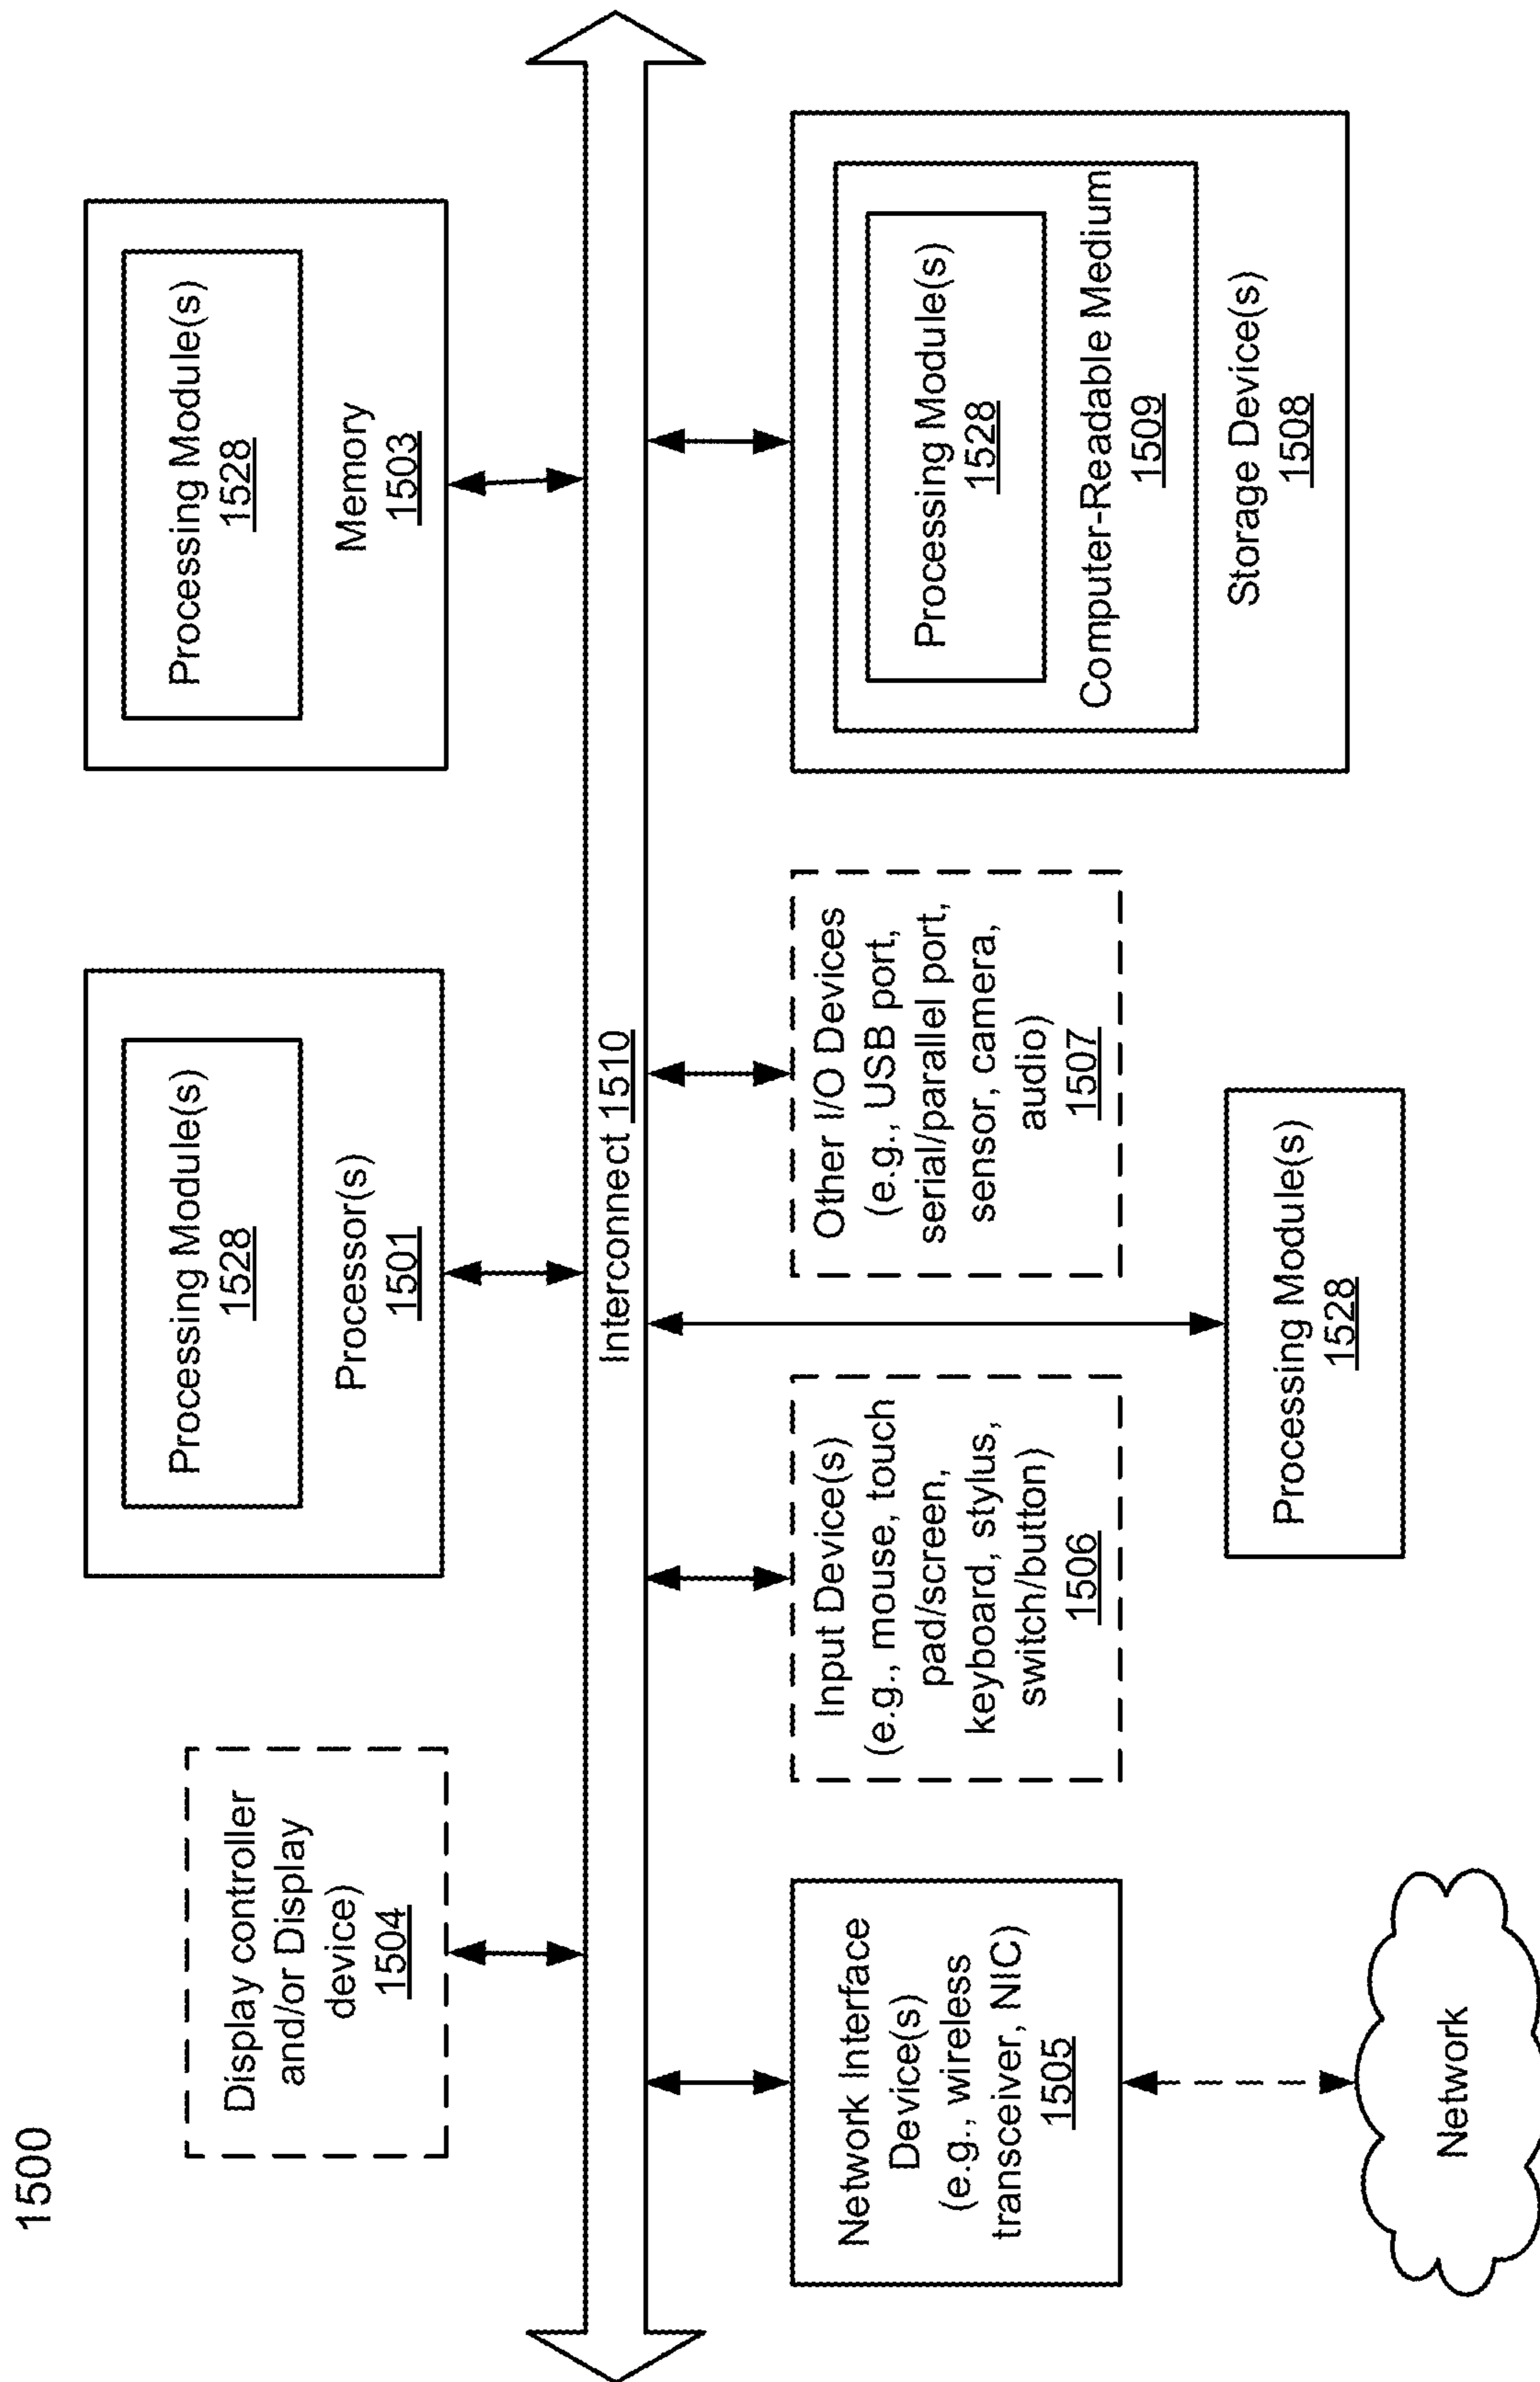 1500
Display controller
and/or Display
device)
1504
Processing Module(s)
1528
Processor(s)
1501
Processing Module(s)
1528
Memory
1503
Interconnect 1510
Network Interface
Device(s)
(e.g., wireless
transceiver, NIC)
1505
Input Device(s)
(e.g., mouse, touch
pad/screen,
keyboard, stylus,
switch/button)
1506
Other I/O Devices
(e.g., USB port,
serial/parallel port,
sensor, camera,
audio)
1507
Processing Module(s)
1528
Computer-Readable Medium
1509
Storage Device(s)
1508
Processing Module(s)
1528
Network